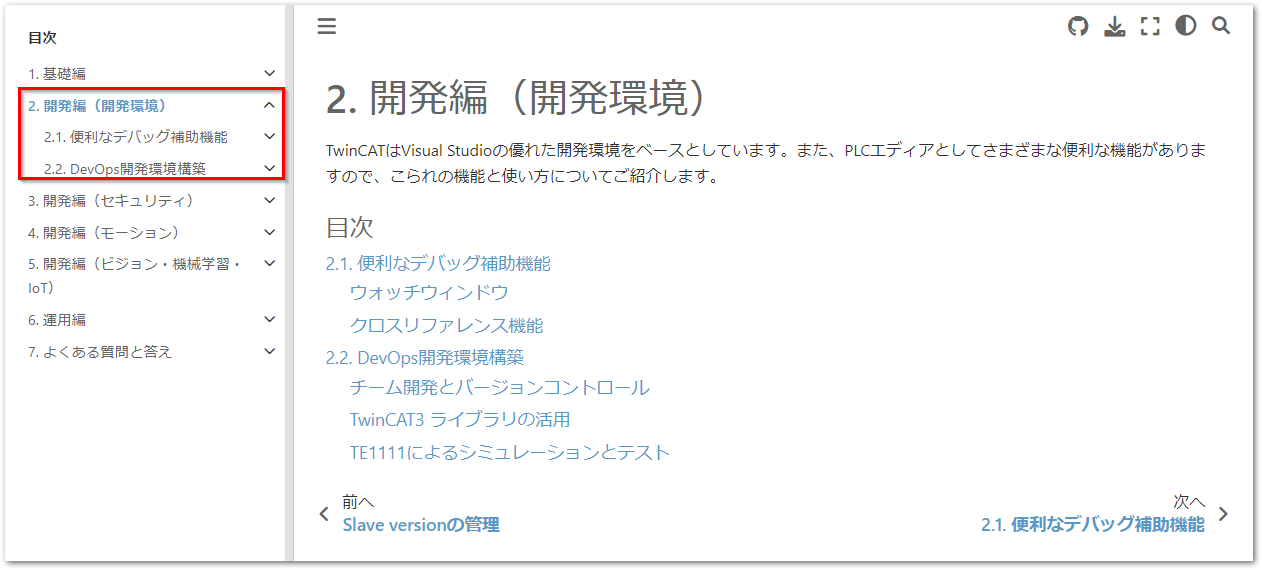 目次
1. 基礎編
2. 開発編（開発環境）
2.1. 便利なデバッグ補助機能
2.2. DevOps開発環境構築
3. 開発編（セキュリティ）
4. 開発編（モーション）
5. 開発編（ビジョン・機械学習・
IoT）
6. 運用編
7. よくある質問と答え
2. 開発編（開発環境）
TwinCATはVisual Studioの優れた開発環境をベースとしています。また、PLCエディアとしてさまざまな便利な機能がありま
すので、こられの機能と使い方についてご紹介します。
目次
2.1. 便利なデバッグ補助機能
ウォッチウィンドウ
クロスリファレンス機能
2.2. DevOps開発環境構築
チーム開発とバージョンコントロール
TwinCAT3 ライブラリの活用
TE1111によるシミュレーションとテスト
前へ
Slave versionの管理
次へ
2.1. 便利なデバッグ補助機能